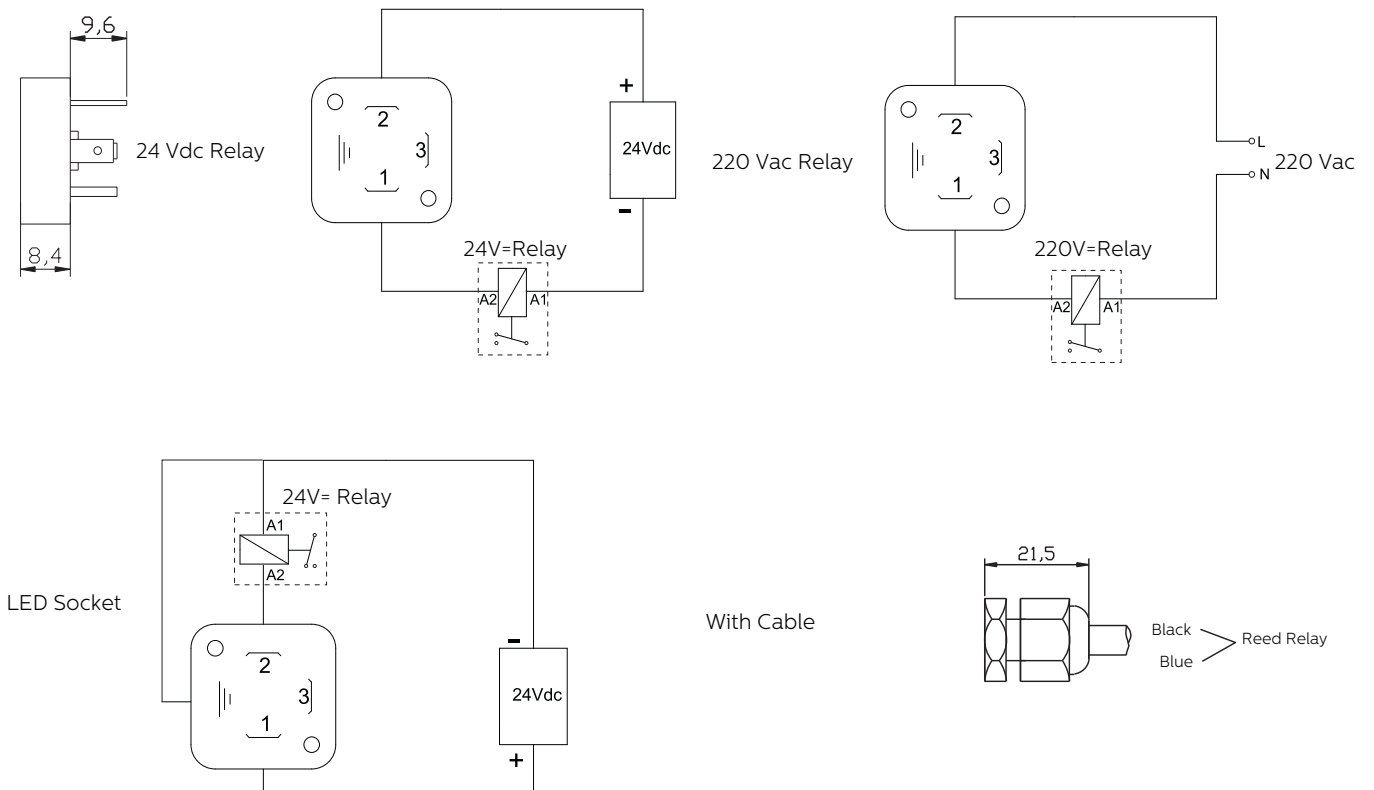 9,6
24 Vdc Relay
8,4
2
3
1
+
24Vdc
-
24V=Relay
A2 A1
220 Vac Relay
2
3
1
L
N
220 Vac
220V=Relay
A2 A1
LED Socket
24V= Relay
A1
A2
2
3
1
-
24Vdc
+
With Cable
21,5
Black
Blue
Reed Relay